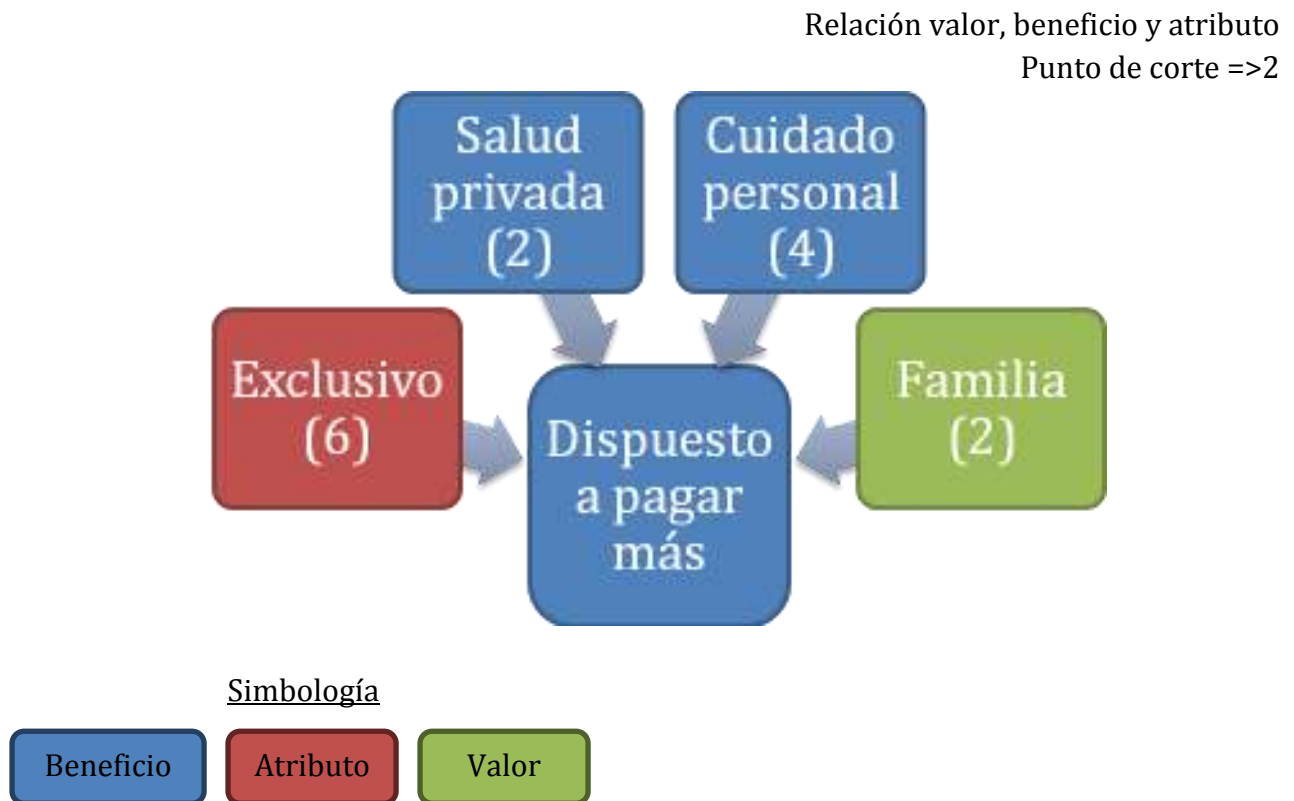 Relación valor, beneficio y atributo
Punto de corte =>2
Salud
privada
(2)
Cuidado
personal
(4)
Exclusivo
(6)
Familia
(2)
Dispuesto
a pagar
más
Simbología
Beneficio
Atributo
Valor